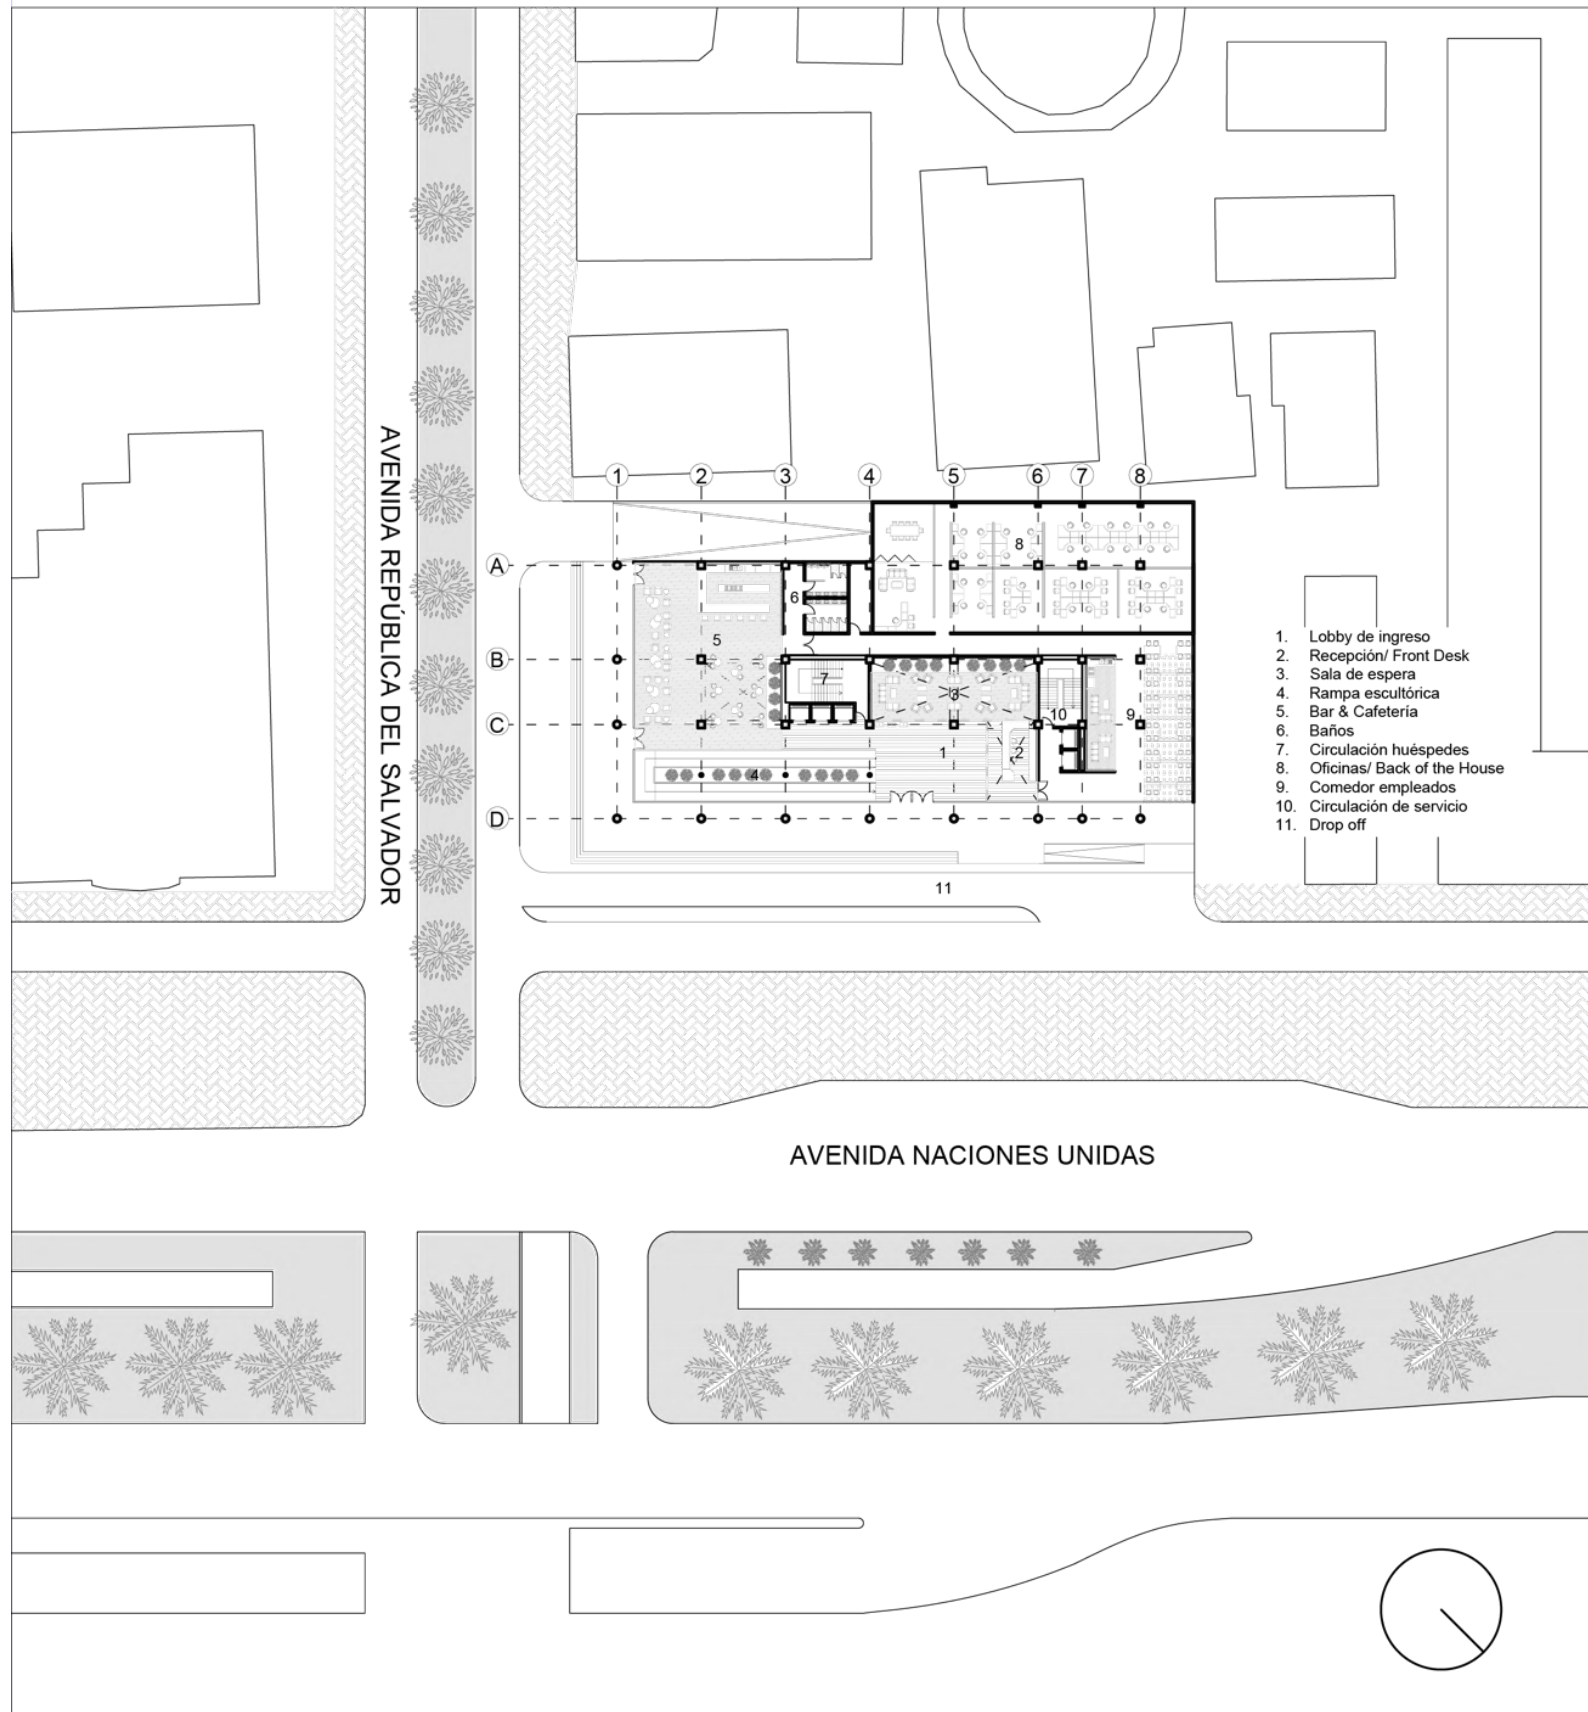 1 2 3 4 5 6 7 8
A
B
C
D
AVENIDA REPÚBLICA DEL SALVADOR
8
6
5
7
3
10
9
1
2
4
11
1. Lobby de ingreso
2. Recepción/ Front Desk
3. Sala de espera
4. Rampa escultórica
5. Bar & Cafetería
6. Baños
7. Circulación huéspedes
8. Oficinas/ Back of the House
9. Comedor empleados
10. Circulación de servicio
11. Drop off
AVENIDA NACIONES UNIDAS